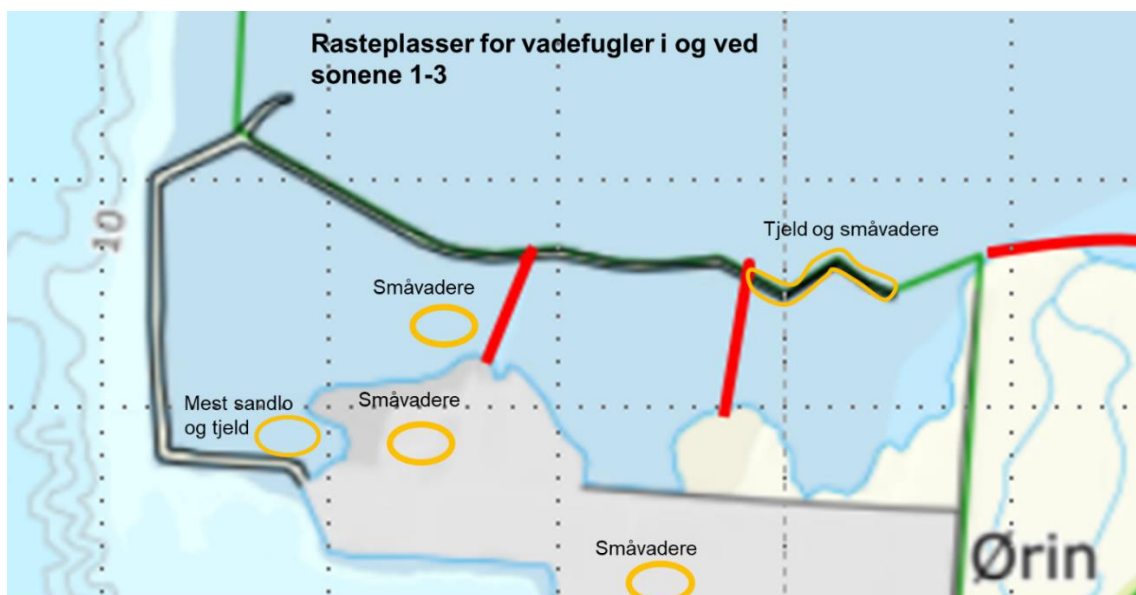 Rasteplasser for vadefugler i og ved
sonene 1-3
10
Tjeld og småvadere
Småvadere
Mest sandlo
og tjeld
Småvadere
Småvadere
Ørin